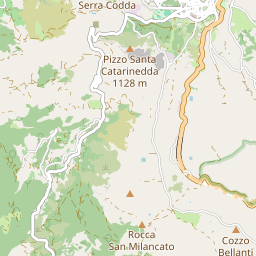 Serra Codda
Pizzo Santa
Catarinedda
1128 m
Rocca
San Milancato
Cozzo
Bellanti